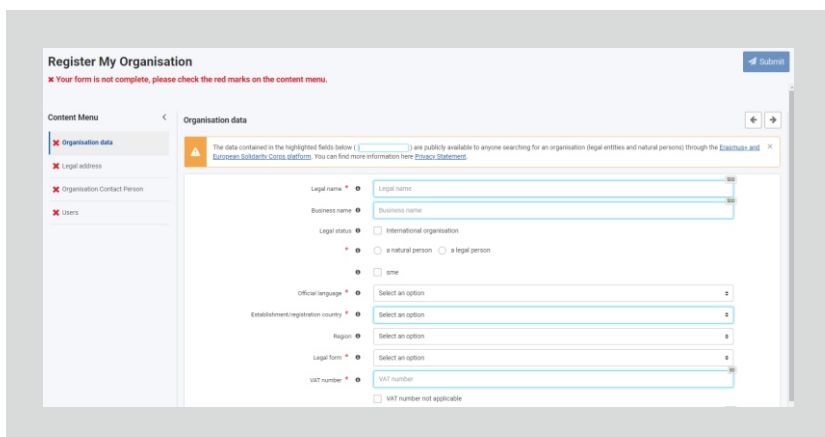 Register My Organisation
Submit
✖ Your form is not complete, please check the red marks on the content menu.
Content Menu
Organisation data
Legal address
Organisation Contact Person
Users
Organisation data
The data contained in the highlighted fields below ( ) are publicly available to anyone searching for an organisation (legal entities and natural persons) through the Erasmus+ and
European Solidarity Corps platform. You can find more information here Privacy Statement.
Legal name * Legal name
Business name Business name
Legal status International organisation
* a natural person a legal person
sme
Official language * Select an option
Establishment/registration country * Select an option
Region Select an option
Legal form * Select an option
VAT number * VAT number
VAT number not applicable